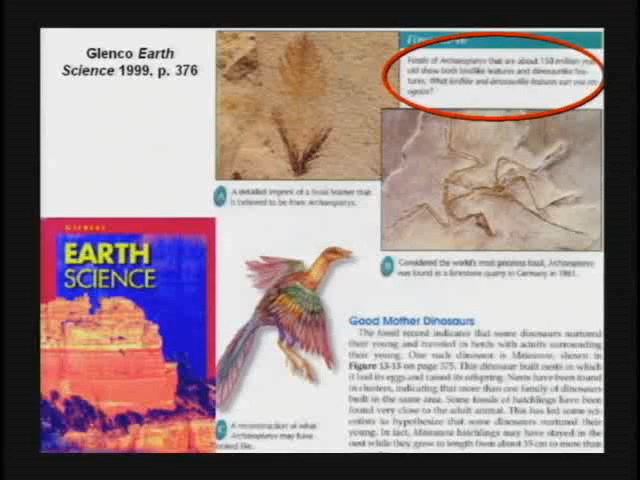 Glenco Earth
Science 1999, p. 376
Fossils of Archaeopteryx that are about 150 million year
old show both birdlike features and dinosaurlike fea-
tures. What birdlike and dinosaurlike features can you rec-
ognize?
A detailed imprint of a fossil feather that
is believed to be from Archaeopteryx.
Considered the world's most priceless fossil, Archaeopteryx
was found in a limestone quarry in Germany in 1861.
GLENCOE
EARTH
SCIENCE
A reconstruction of what
Archaeopteryx may have
looked like.
Good Mother Dinosaurs
The fossil record indicates that some dinosaurs nurtured
their young and traveled in herds with adults surrounding
their young. One such dinosaur is Maiasaura, shown in
Figure 13-15 on page 375. This dinosaur built nests in which
it laid its eggs and raised its offspring. Nests have been found
in clusters, indicating that more than one family of dinosaurs
built in the same area. Some fossils of hatchlings have been
found very close to the adult animal. This has led some sci-
entists to hypothesize that some dinosaurs nurtured their
young. In fact, Maiasaura hatchlings may have stayed in the
nest while they grew in length from about 35 cm to more than